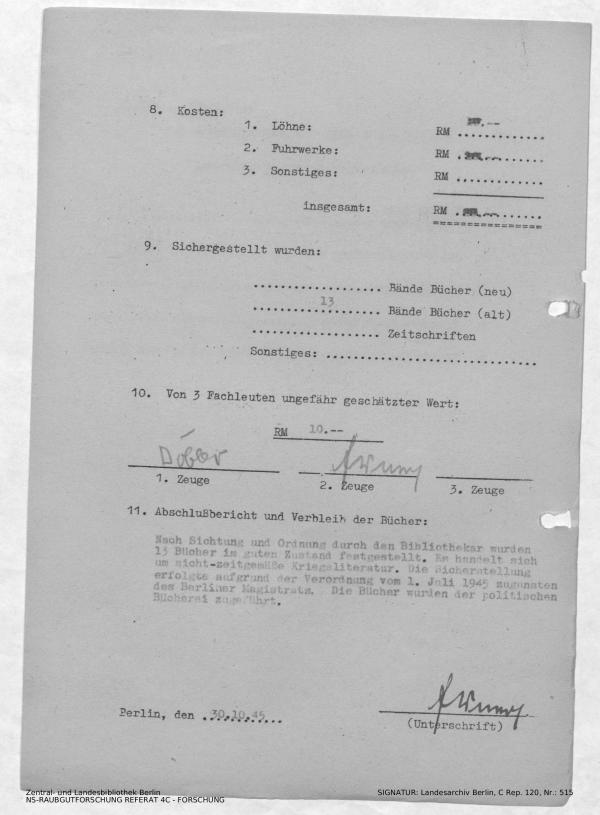 8. Kosten:
1. Löhne: RM .--
2. Fuhrwerke: RM ..............
3. Sonstiges: RM ..............
insgesamt: RM ..............
==================
9. Sichergestellt wurden:
................... Bände Bücher (neu)
..........13....... Bände Bücher (alt)
................... Zeitschriften
Sonstiges: ...............................
10. Von 3 Fachleuten ungefähr geschätzter Wert:
RM 10.--
1. Zeuge 2. Zeuge 3. Zeuge
11. Abschlußbericht und Verbleib der Bücher:
Nach Sichtung und Ordnung durch den Bibliothekar wurden
13 Bücher in guten Zustand festgestellt. Es handelt sich
um nicht-zeitgemäße Kriegsliteratur. Die Sicherstellung
erfolgte aufgrund der Verordnung vom 1. Juli 1945 zugunsten
des Berliner Magistrats. Die Bücher wurden der politischen
Bücherei zugeführt.
Berlin, den .30.10.45...
(Unterschrift)
Zentral- und Landesbibliothek Berlin
NS-RAUBGUTFORSCHUNG REFERAT 4C - FORSCHUNG
SIGNATUR: Landesarchiv Berlin, C Rep. 120, Nr.: 515